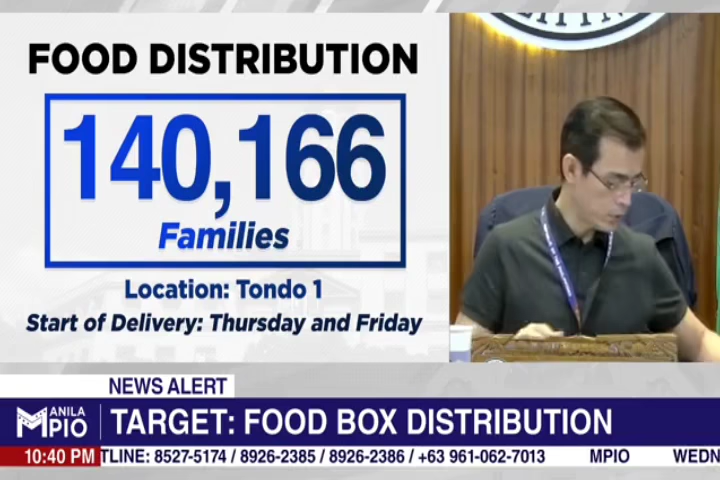 FOOD DISTRIBUTION
140,166
Families
Location: Tondo 1
Start of Delivery: Thursday and Friday
NEWS ALERT
MANILA
MPIO
TARGET: FOOD BOX DISTRIBUTION
10:40 PM
TLINE: 8527-5174 / 8926-2385 / 8926-2386 / +63 961-062-7013 MPIO WEDN